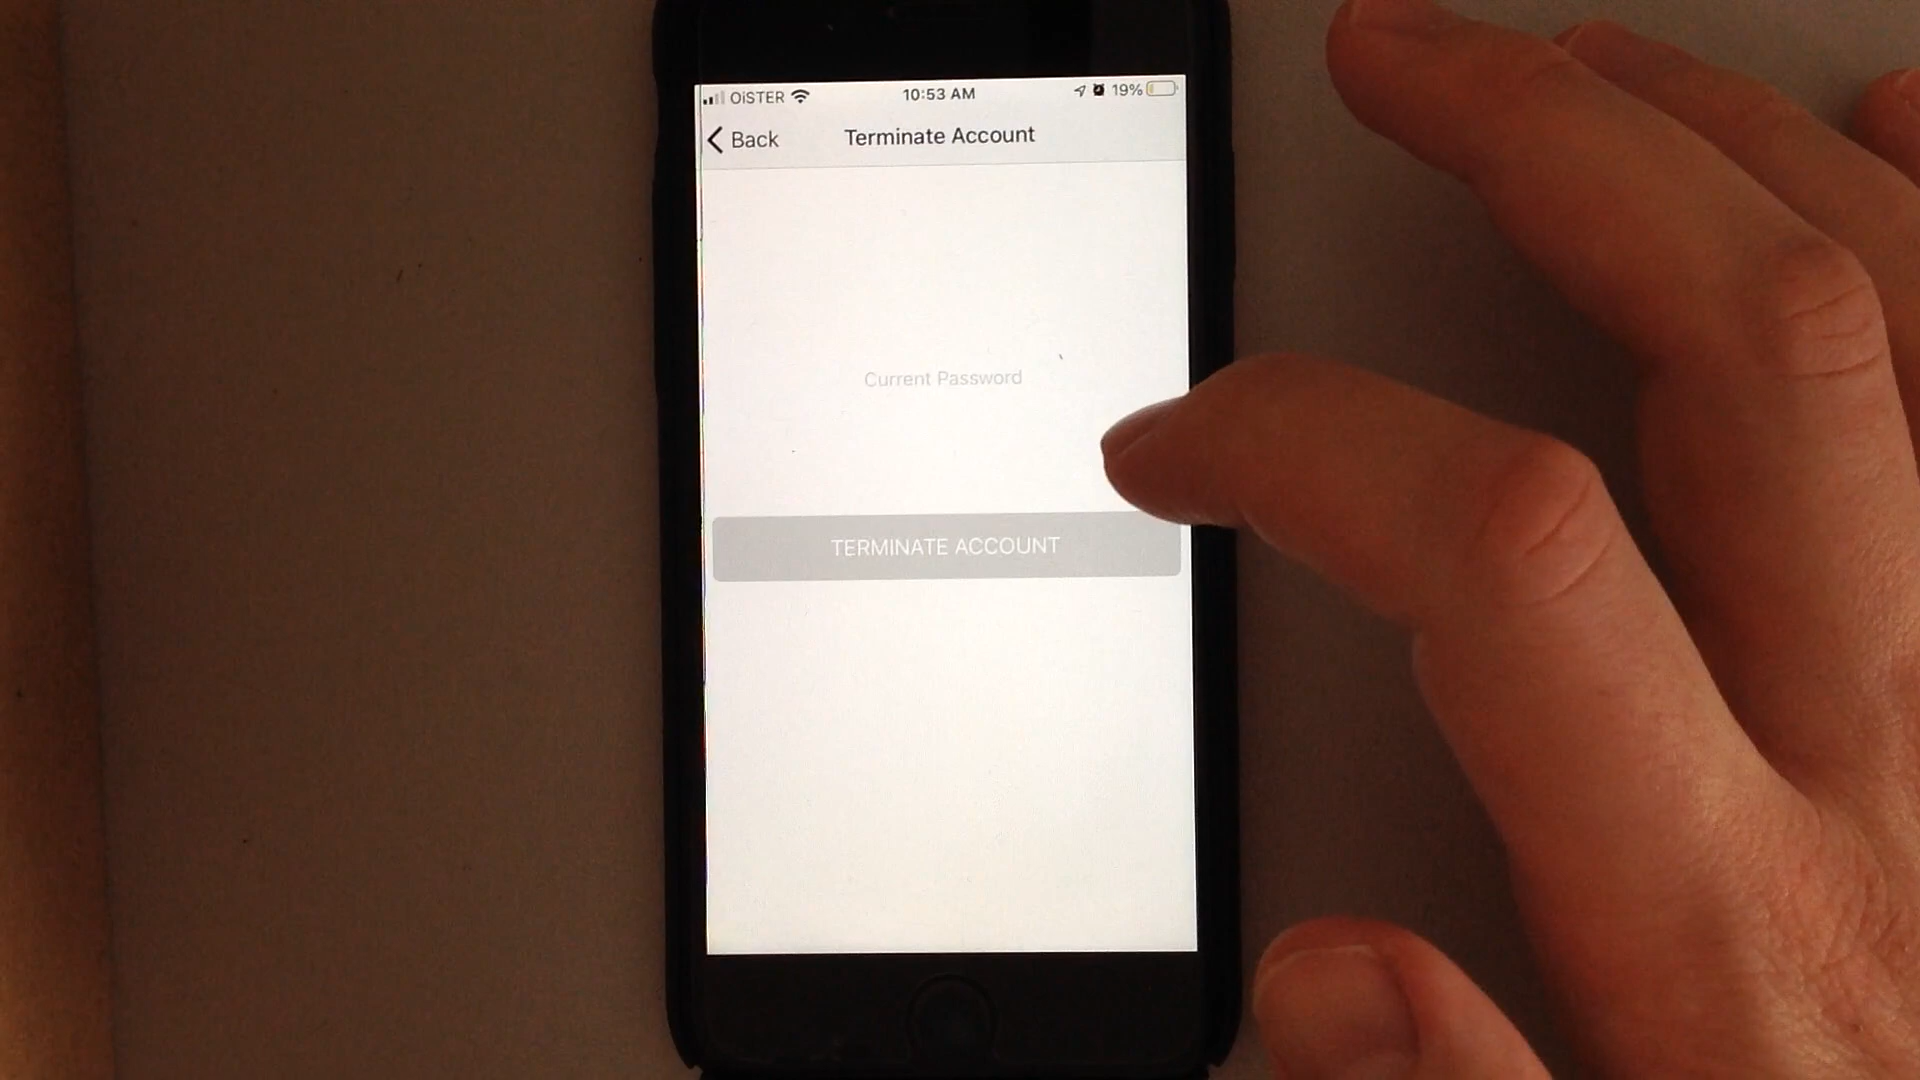 OiSTER 10:53 AM 19%
Back Terminate Account
Current Password
TERMINATE ACCOUNT